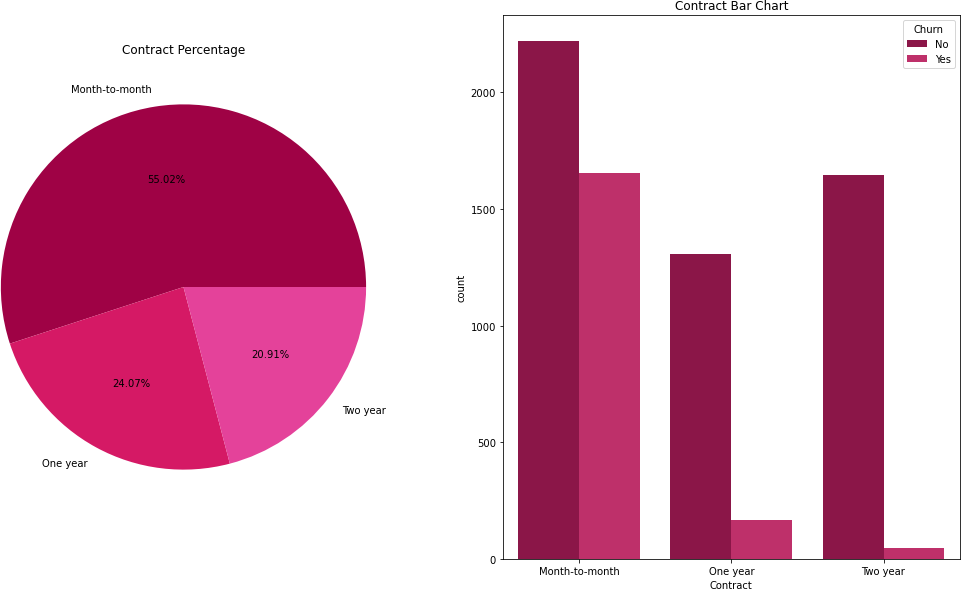 Contract Percentage
Month-to-month
55.02%
20.91%
24.07%
Two year
One year
Contract Bar Chart
Churn
No
Yes
2000
1500
1000
500
0
count
Month-to-month
One year
Two year
Contract